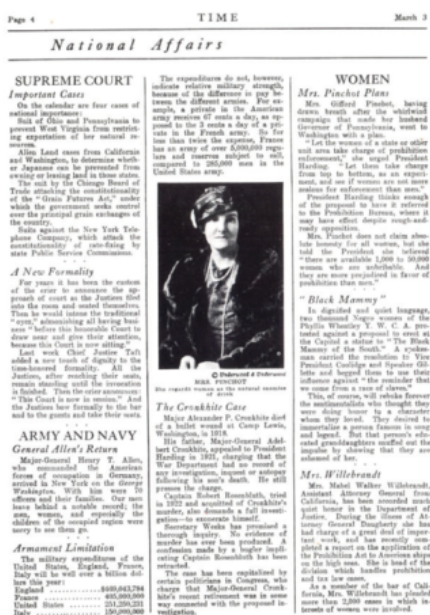 Page 4
TIME
March 3
National Affairs
SUPREME COURT
Important Cases
On the calendar are four cases of
national importance:
Suit of Ohio and Pennsylvania to
prevent West Virginia from restrict-
ing exportation of her natural re-
sources.
Alien Land cases from California
and Washington, to determine wheth-
er Japanese can be prevented from
owning or leasing land in those states.
The suit by the Chicago Board of
Trade attacking the constitutionality
of the "Grain Futures Act," under
which the government seeks control
over the principal grain exchanges of
the country.
Suits against the New York Tele-
phone Company, which attack the
constitutionality of rate-fixing by
state Public Service Commissions.
A New Formality
For years it has been the custom
of the crier to announce the ap-
proach of court as the Justices filed
into the room and seated themselves.
Then he would intone the traditional
"oyez," admonishing all having busi-
ness "before this honorable Court to
draw near and give their attention,
because this Court is now sitting."
Last week Chief Justice Taft
added a new touch of dignity to the
time-honored formality. All the
Justices, after reaching their seats,
remain standing until the invocation
is finished. Then the crier announces:
"This Court is now in session." And
the Justices bow formally to the bar
and to the guests and take their seats.
ARMY AND NAVY
General Allen's Return
Major-General Henry T. Allen,
who commanded the American
forces of occupation in Germany,
arrived in New York on the George
Washington. With him were 70
officers and their families. Our men
leave behind a notable record; the
men, women, and especially the
children of the occupied region were
sorry to see them go.
Armament Limitation
The military expenditures of the
United States, England, France,
Italy will be well over a billion dol-
lars this year:
England
France
United States
Italy
The expenditures do not, however,
indicate relative military strength,
because of the difference in pay be-
tween the different armies. For ex-
ample, a private in the American
army receives 67 cents a day, as op-
posed to the 3 cents a day of a pri-
vate in the French army. So for
less than twice the expense, France
has an army of over regu-
lars and reserves subject to call,
compared to men in the
United States army.
© Underwood & Underwood
MRS. PINCHOT
She regards women as the natural enemies
of drink
The Cronkhite Case
Major Alexander P. Cronkhite died
of a bullet wound at Camp Lewis,
Washington, in 1918.
His father, Major-General Adel-
bert Cronkhite, appealed to President
Harding in 1921, charging that the
War Department had no record of
any investigation, inquest or autopsy
following his son's death. He still
presses the charge.
Captain Robert Rosenbluth, tried
in 1922 and acquitted of Cronkhite's
murder, also demands a full investi-
gation—to exonerate himself.
Secretary Weeks has promised a
thorough inquiry. No evidence of
murder has ever been produced. A
confession made by a bugler impli-
cating Captain Rosenbluth has been
retracted.
The case has been capitalized by
certain politicians in Congress, who
charge that Major-General Cronk-
hite's recent retirement was in some
way connected with the proposed in-
vestigation.
WOMEN
Mrs. Pinchot Plans
Mrs. Gifford Pinchot, having
drawn breath after the whirlwind
campaign that made her husband
Governor of Pennsylvania, went to
Washington with a plan.
"Let the women of a state or other
unit area take charge of prohibition
enforcement," she urged President
Harding. "Let them take charge
from top to bottom, as an experi-
ment, and see if women are not more
zealous for enforcement than men."
President Harding thinks enough
of the proposal to have it referred
to the Prohibition Bureau, where it
may have effect despite rough-and-
ready opposition.
Mrs. Pinchot does not claim abso-
lute honesty for all women, but she
told the President she believed
"there are available 1,000 to 50,000
women who are unbribable. And
they are more prejudiced in favor of
prohibition than men."
"Black Mammy"
In dignified and quiet language,
two thousand Negro women of the
Phyllis Wheatley Y. W. C. A. pro-
tested against a proposal to erect at
the Capitol a statue to "The Black
Mammy of the South." A spokes-
man carried the resolution to Vice
President Coolidge and Speaker Gil-
lette and begged them to use their
influence against "the reminder that
we come from a race of slaves."
This, of course, will rebuke forever
the sentimentalists who thought they
were doing honor to a character
whom they loved. They desired to
immortalize a person famous in song
and legend. But that person's edu-
cated granddaughters snuffed out the
impulse by showing that they are
ashamed of her.
Mrs. Willebrandt
Mrs. Mabel Walker Willebrandt,
Assistant Attorney General from
California, has been accorded much
quiet honor in the Department of
Justice. During the illness of At-
torney General Daugherty she has
had charge of a great deal of impor-
tant work, and has recently com-
pleted a report on the application of
the Prohibition Act to American ships
on the high seas. She is head of the
division which handles prohibition
and tax law cases.
As a member of the bar of Cali-
fornia, Mrs. Willebrandt has pleaded
more than 2,000 cases in which in-
terests of women